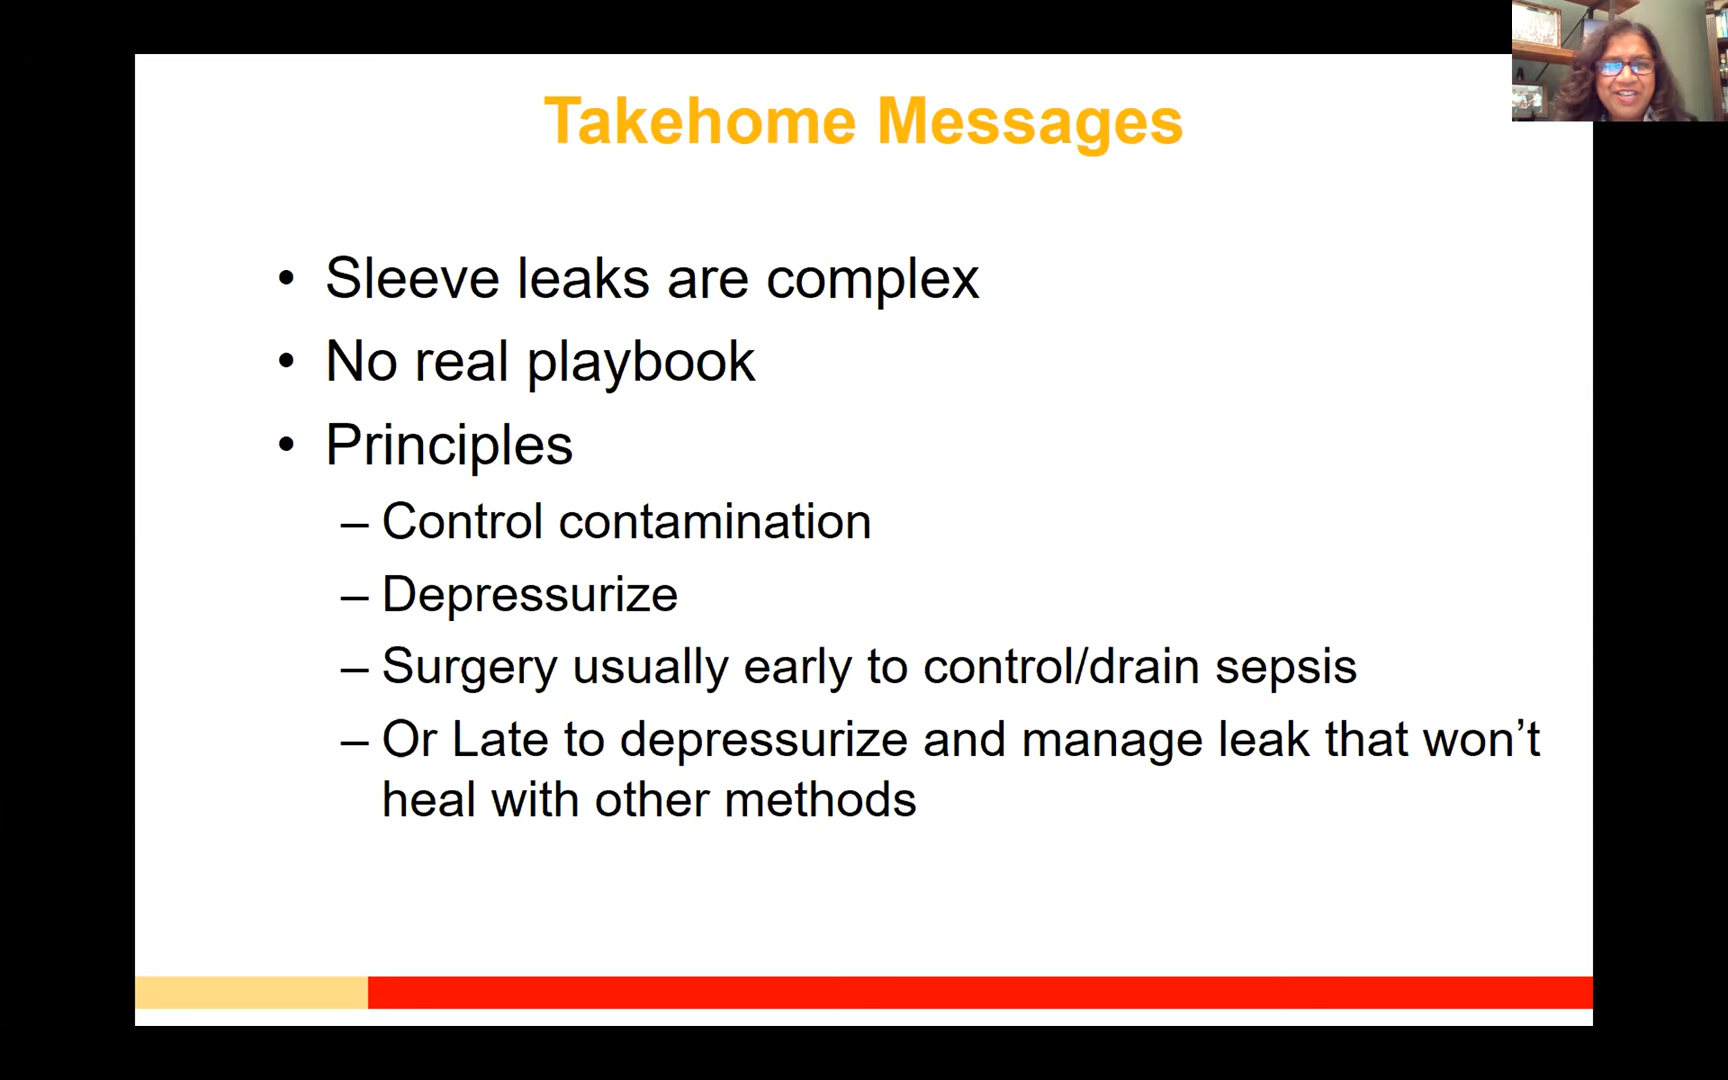 Takehome Messages
• Sleeve leaks are complex
• No real playbook
• Principles
– Control contamination
– Depressurize
– Surgery usually early to control/drain sepsis
– Or Late to depressurize and manage leak that won’t
heal with other methods